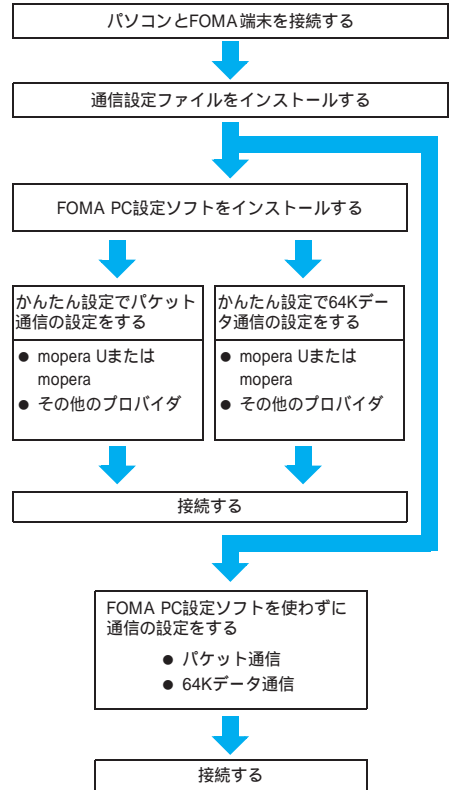 パソコンとFOMA端末を接続する
通信設定ファイルをインストールする
FOMA PC設定ソフトをインストールする
かんたん設定でパケット
通信の設定をする
● mopera Uまたは
mopera
● その他のプロバイダ
かんたん設定で64Kデー
タ通信の設定をする
● mopera Uまたは
mopera
● その他のプロバイダ
接続する
FOMA PC設定ソフトを使わずに
通信の設定をする
● パケット通信
● 64Kデータ通信
接続する